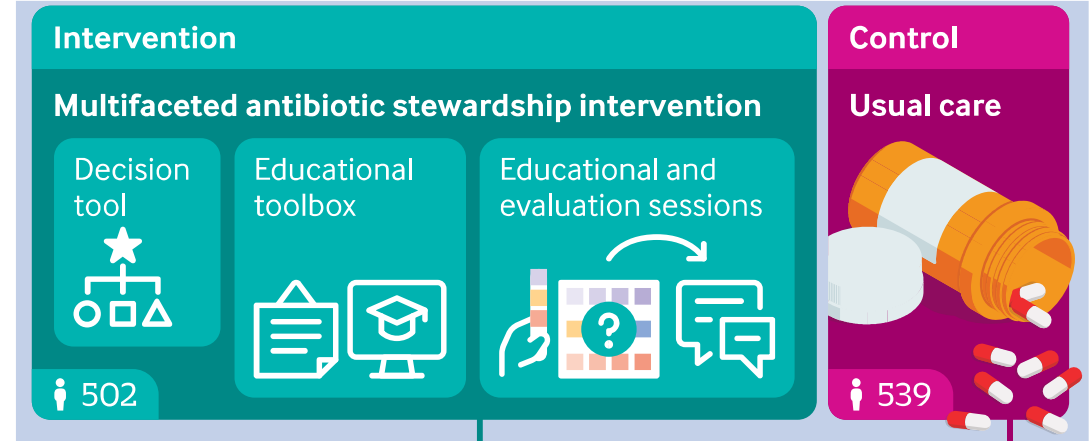 Intervention
Multifaceted antibiotic stewardship intervention
Decision
tool
Educational
toolbox
Educational and
evaluation sessions
?
502
Control
Usual care
539